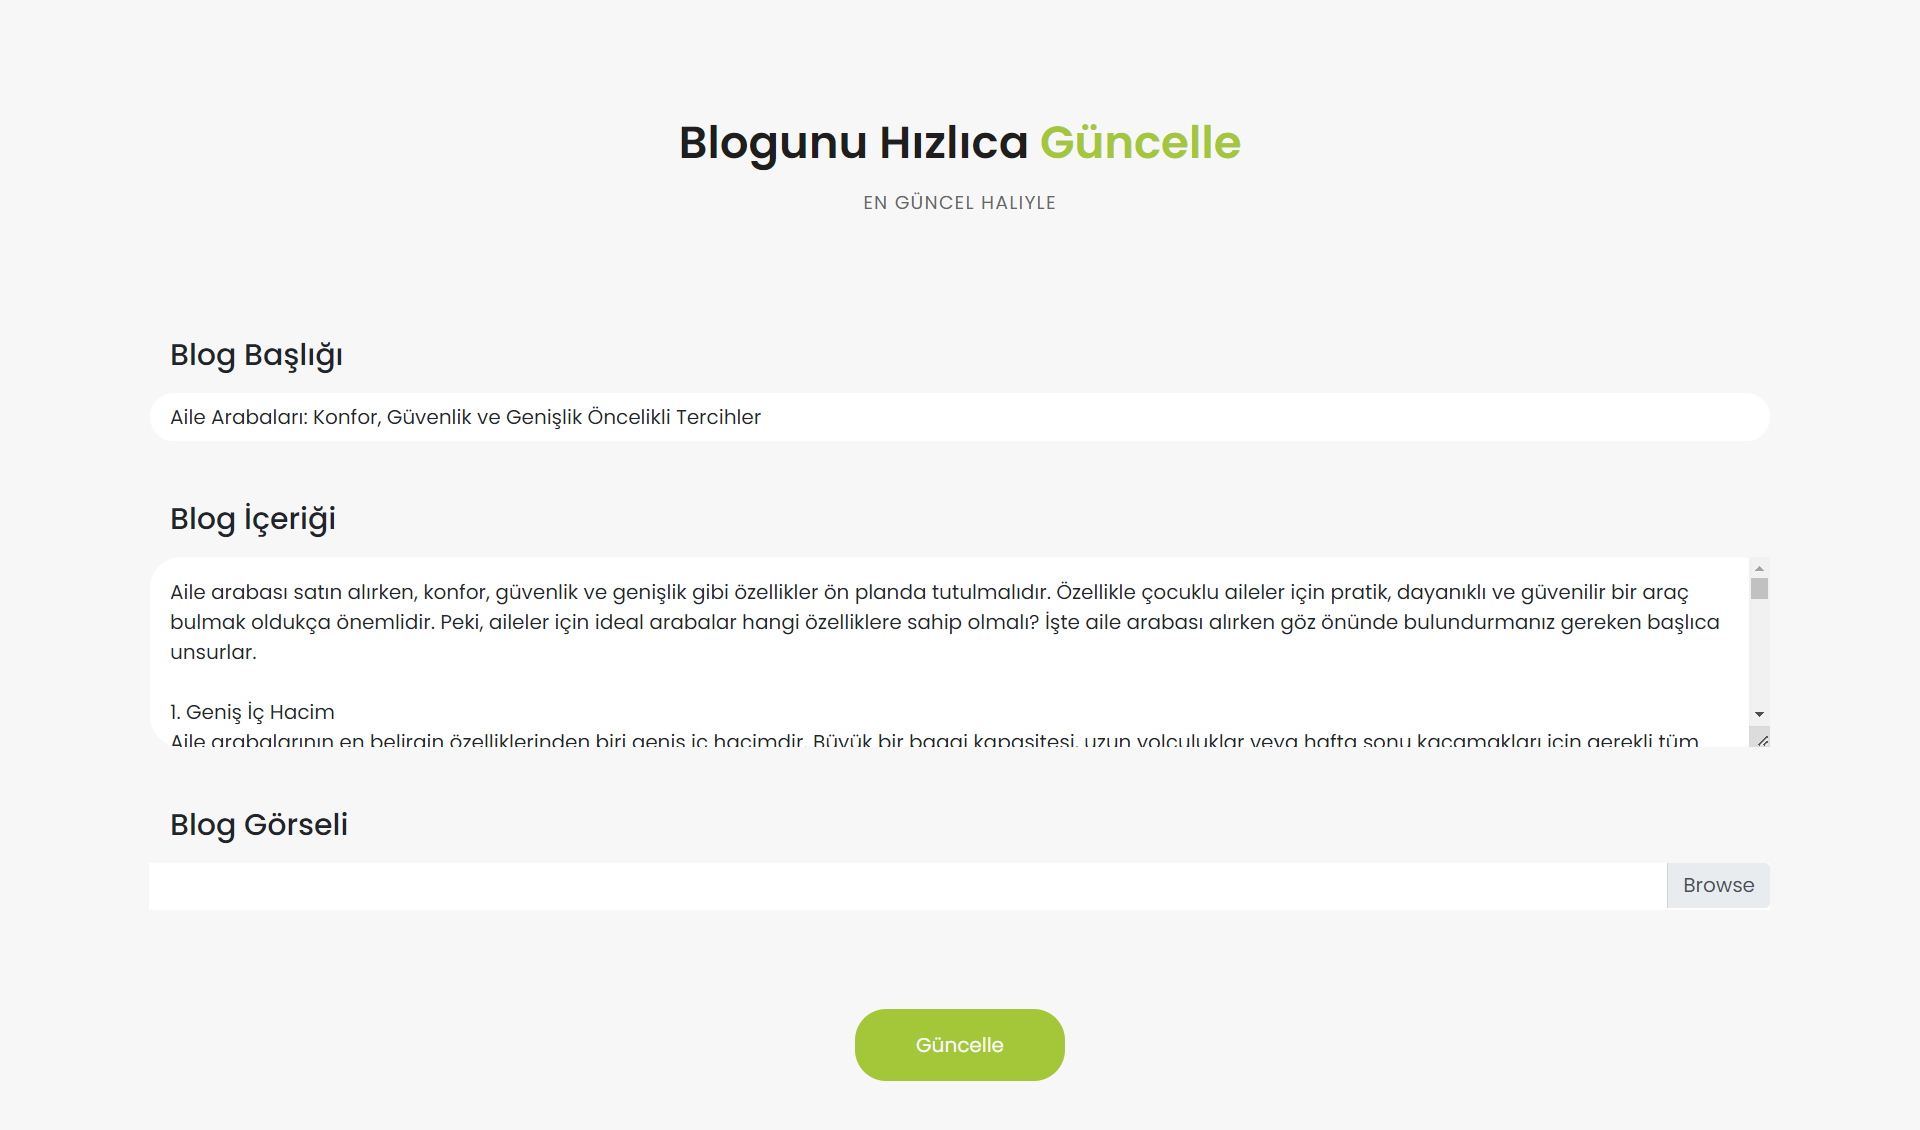 Blogunu Hızlıca Güncelle
EN GÜNCEL HALIYLE
Blog Başlığı
Aile Arabaları: Konfor, Güvenlik ve Genişlik Öncelikli Tercihler
Blog İçeriği
Aile arabası satın alırken, konfor, güvenlik ve genişlik gibi özellikler ön planda tutulmalıdır. Özellikle çocuklu aileler için pratik, dayanıklı ve güvenilir bir araç
bulmak oldukça önemlidir. Peki, aileler için ideal arabalar hangi özelliklere sahip olmalı? İşte aile arabası alırken göz önünde bulundurmanız gereken başlıca
unsurlar.
1. Geniş İç Hacim
Aile arabalarının en belirgin özelliklerinden biri geniş iç hacimdir. Büyük bir bagaj kapasitesi, uzun yolculuklar veya hafta sonu kaçamakları için gerekli tüm
Blog Görseli
Browse
Güncelle